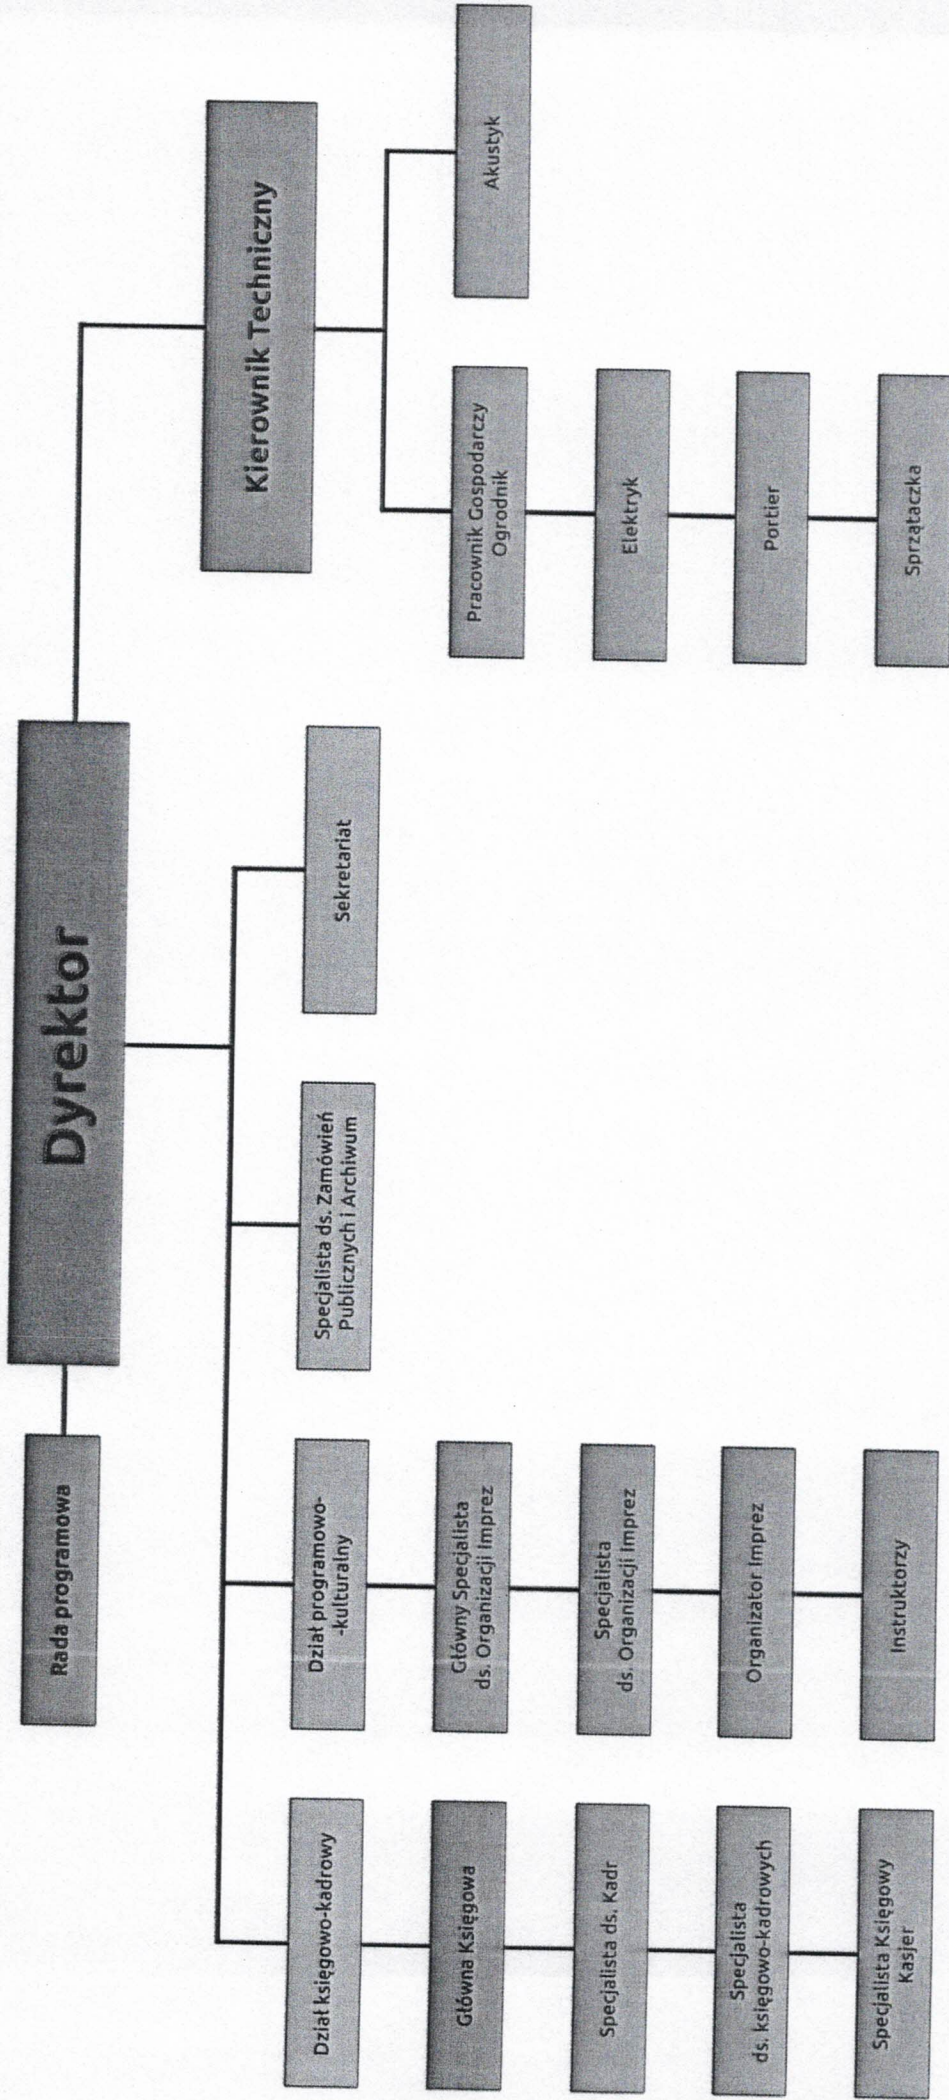 Dyrektor
Rada programowa
Kierownik Techniczny
Dział księgowo-kadrowy
Główna Księgowa
Specjalista ds. Kadr
Specjalista
ds. księgowo-kadrowych
Specjalista Księgowy
Kasjer
Dział programowo-
-kulturalny
Główny Specjalista
ds. Organizacji Imprez
Specjalista
ds. Organizacji Imprez
Organizator Imprez
Instruktorzy
Specjalista ds. Zamówień
Publicznych i Archiwum
Sekretariat
Pracownik Gospodarczy
Ogrodnik
Elektryk
Portier
Sprzątaczka
Akustyk